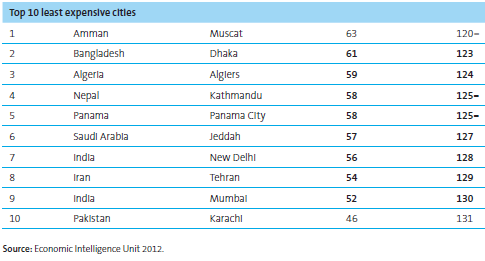 Top 10 least expensive cities
1 Amman Muscat 63 120=
2 Bangladesh Dhaka 61 123
3 Algeria Algiers 59 124
4 Nepal Kathmandu 58 125=
5 Panama Panama City 58 125=
6 Saudi Arabia Jeddah 57 127
7 India New Delhi 56 128
8 Iran Tehran 54 129
9 India Mumbai 52 130
10 Pakistan Karachi 46 131
Source: Economic Intelligence Unit 2012.